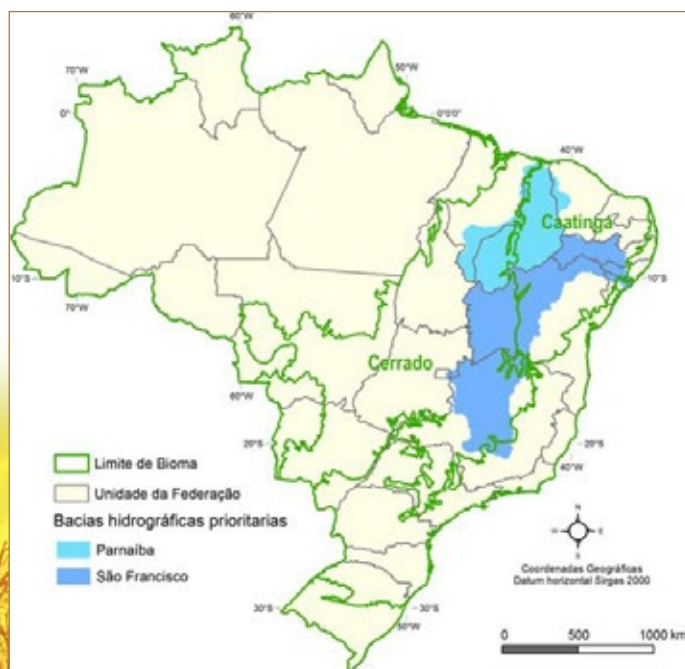 60°W
70°W
50°W
0°
0°0'0"
40°W
Caatinga
10°S
10°S
70°W
Cerrado
60°W
20°S
20°S
40°W
Limite de Bioma
Unidade da Federação
Bacias hidrográficas prioritarias
Parnaíba
São Francisco
N
W
E
S
Coordenadas Geográficas
Datum horizontal Sirgas 2000
30°S
30°S
50°W
0 500 1000 km